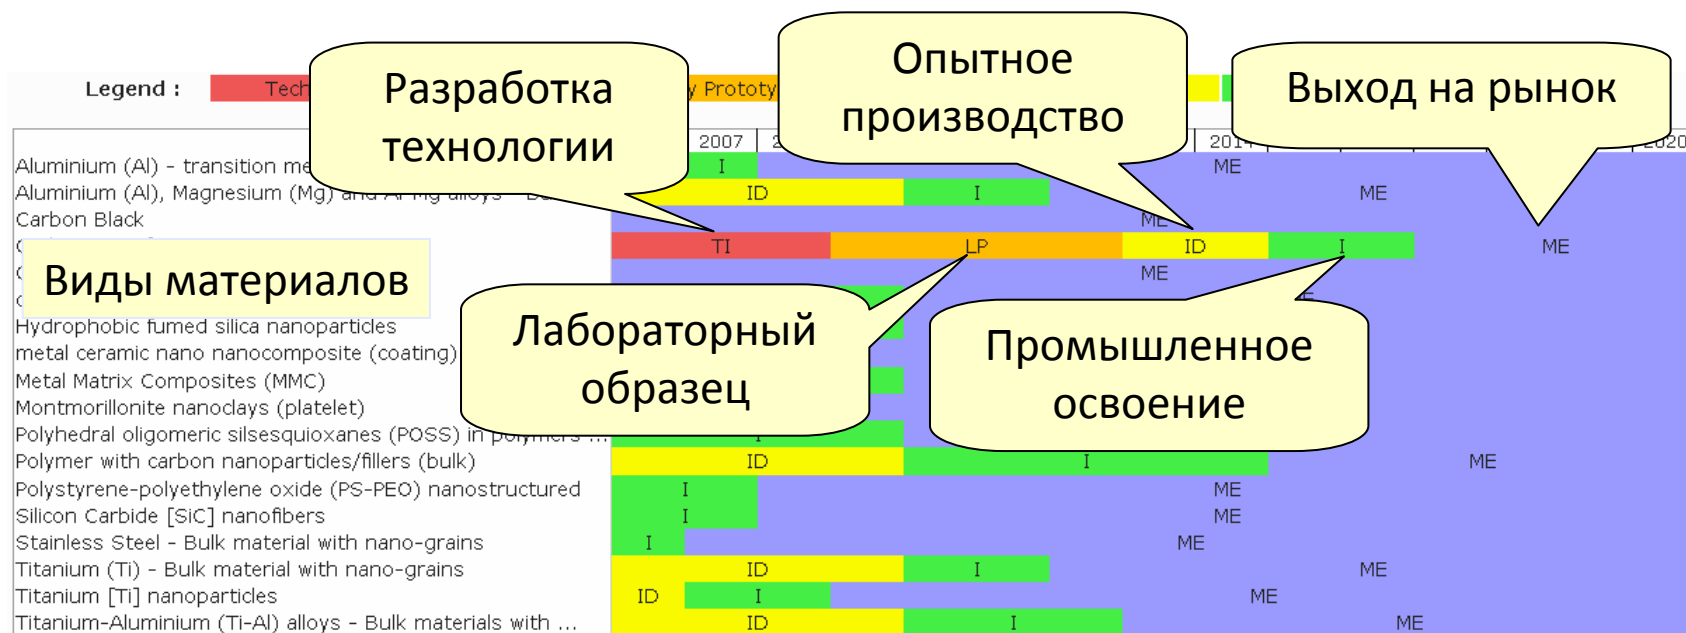 Опытное
производство
Выход на рынок
Разработка
технологии
Legend :
Tech
y Prototy
2007
2014
2020
Aluminium (Al) - transition me
I
ME
Aluminium (Al), Magnesium (Mg) and Al-Mg alloys -
ID
I
ME
Carbon Black
ME
TI
LP
ID
I
ME
Виды материалов
ME
Лабораторный
образец
Промышленное
освоение
Hydrophobic fumed silica nanoparticles
metal ceramic nano nanocomposite (coating)
Metal Matrix Composites (MMC)
Montmorillonite nanoclays (platelet)
Polyhedral oligomeric silsesquioxanes (POSS) in polymers ...
I
Polymer with carbon nanoparticles/fillers (bulk)
ID
I
ME
Polystyrene-polyethylene oxide (PS-PEO) nanostructured
I
ME
Silicon Carbide [SiC] nanofibers
I
ME
Stainless Steel - Bulk material with nano-grains
I
ME
Titanium (Ti) - Bulk material with nano-grains
ID
I
ME
Titanium [Ti] nanoparticles
ID
I
ME
Titanium-Aluminium (Ti-Al) alloys - Bulk materials with ...
ID
I
ME